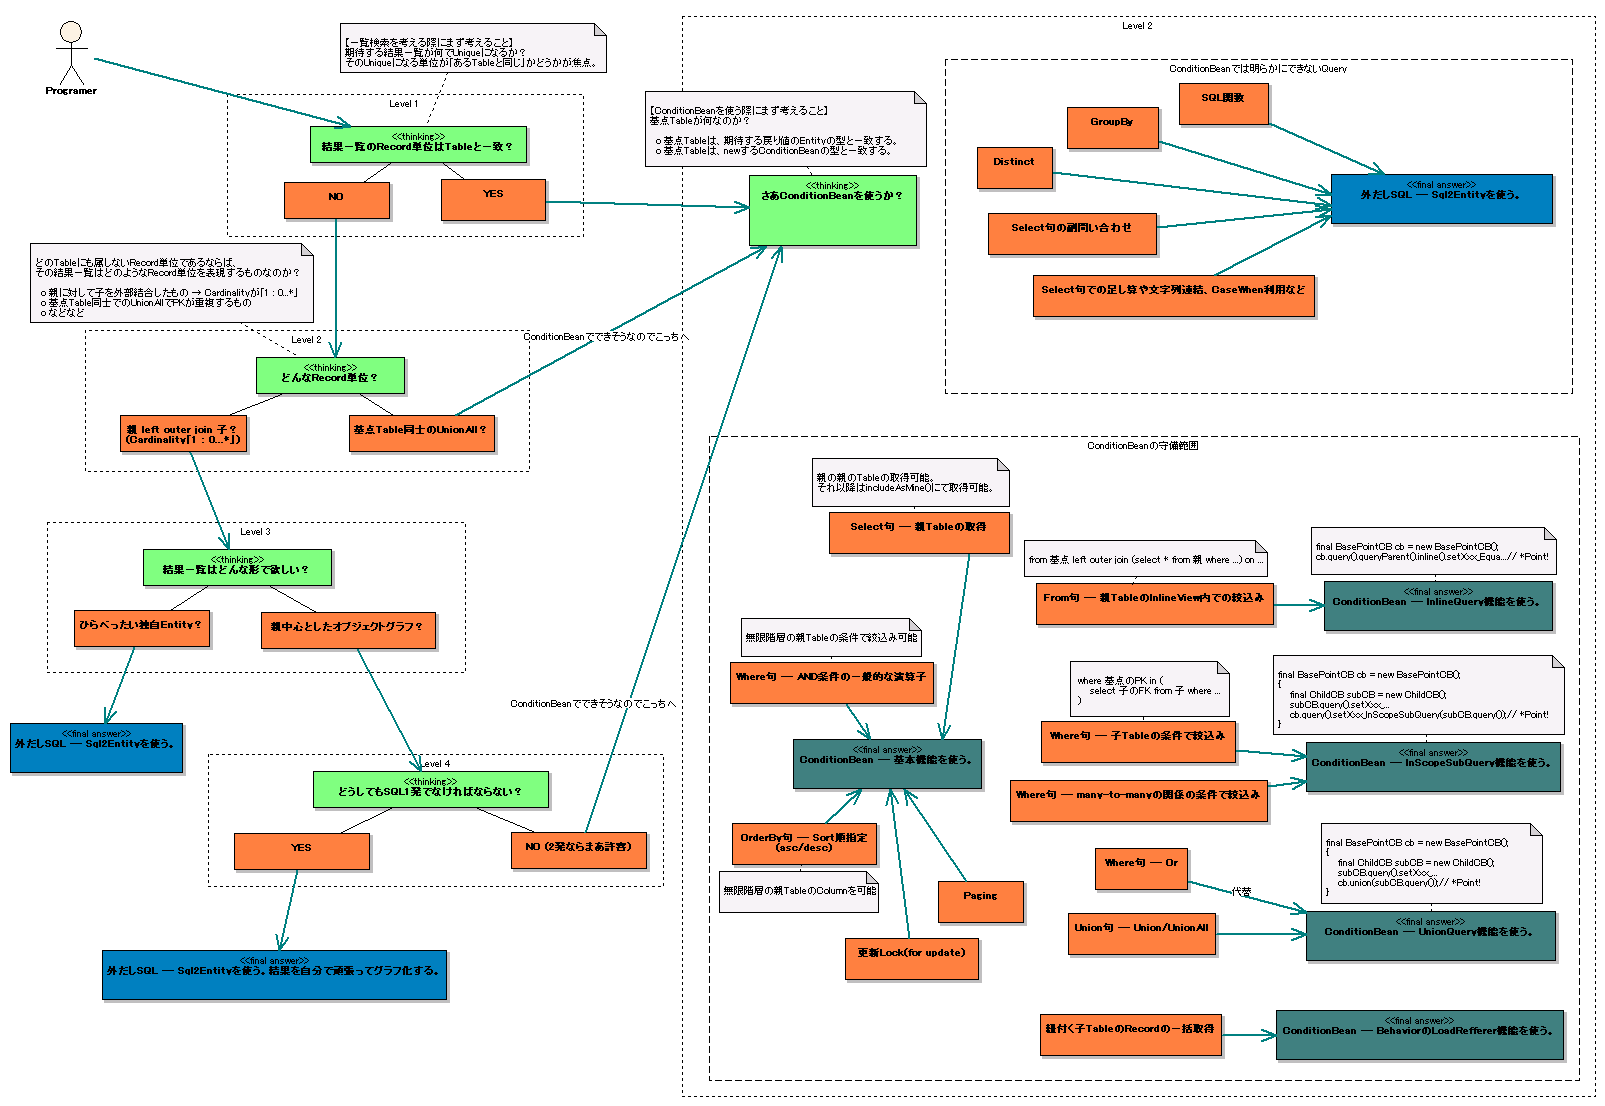 Programer
【一覧検索を考える際にまず考えること】
期待する結果一覧が何でUniqueになるか？
そのUniqueになる単位が「あるTableと同じ」かどうかが焦点。
Level 1
<<thinking>>
結果一覧のRecord単位はTableと一致？
NO
YES
どのTableにも属しないRecord単位であるならば、
その結果一覧はどのようなRecord単位を表現するものなのか？
o 親に対して子を外部結合したもの → Cardinalityが「1 : 0...*」
o 基点Table同士でのUnionAllでPKが重複するもの
o などなど
Level 2
<<thinking>>
どんなRecord単位？
親 left outer join 子？
(Cardinality「1 : 0...*」)
基点Table同士のUnionAll？
ConditionBeanでできそうなのでこっちへ
Level 3
<<thinking>>
結果一覧はどんな形で欲しい？
ひらべったい独自Entity？
親中心としたオブジェクトグラフ？
<<final answer>>
外だしSQL -- Sql2Entityを使う。
ConditionBeanでできそうなのでこっちへ
Level 4
<<thinking>>
どうしてもSQL1発でなければならない？
YES
NO (2発ならまあ許容)
<<final answer>>
外だしSQL -- Sql2Entityを使う。結果を自分で頑張ってグラフ化する。
Level 2
【ConditionBeanを使う際にまず考えること】
基点Tableが何なのか？
o 基点Tableは、期待する戻り値のEntityの型と一致する。
o 基点Tableは、newするConditionBeanの型と一致する。
<<thinking>>
さあConditionBeanを使うか？
ConditionBeanでは明らかにできないQuery
SQL関数
GroupBy
Distinct
Select句の副問い合わせ
Select句での足し算や文字列連結、CaseWhen利用など
<<final answer>>
外だしSQL -- Sql2Entityを使う。
ConditionBeanの守備範囲
親の親のTableの取得可能。
それ以降はincludeAsMine()にて取得可能。
Select句 -- 親Tableの取得
無限階層の親Tableの条件で絞込み可能
Where句 -- AND条件の一般的な演算子
<<final answer>>
ConditionBean -- 基本機能を使う。
OrderBy句 -- Sort順指定
(asc/desc)
無限階層の親TableのColumnを可能
Paging
更新Lock(for update)
from 基点 left outer join (select * from 親 where ...) on ...
From句 -- 親TableのInlineView内での絞込み
final BasePointCB cb = new BasePointCB();
cb.query().queryParent().inline().setXxx_Equa...// *Point!
<<final answer>>
ConditionBean -- InlineQuery機能を使う。
where 基点のPK in (
select 子のFK from 子 where ...
)
Where句 -- 子Tableの条件で絞込み
Where句 -- many-to-manyの関係の条件で絞込み
final BasePointCB cb = new BasePointCB();
{
final ChildCB subCB = new ChildCB();
subCB.query().setXxx_...
cb.query().setXxx_InScopeSubQuery(subCB.query());// *Point!
}
<<final answer>>
ConditionBean -- InScopeSubQuery機能を使う。
Where句 -- Or
代替
Union句 -- Union/UnionAll
final BasePointCB cb = new BasePointCB();
{
final ChildCB subCB = new ChildCB();
subCB.query().setXxx_...
cb.union(subCB.query());// *Point!
}
<<final answer>>
ConditionBean -- UnionQuery機能を使う。
紐付く子TableのRecordの一括取得
<<final answer>>
ConditionBean -- BehaviorのLoadRefferer機能を使う。